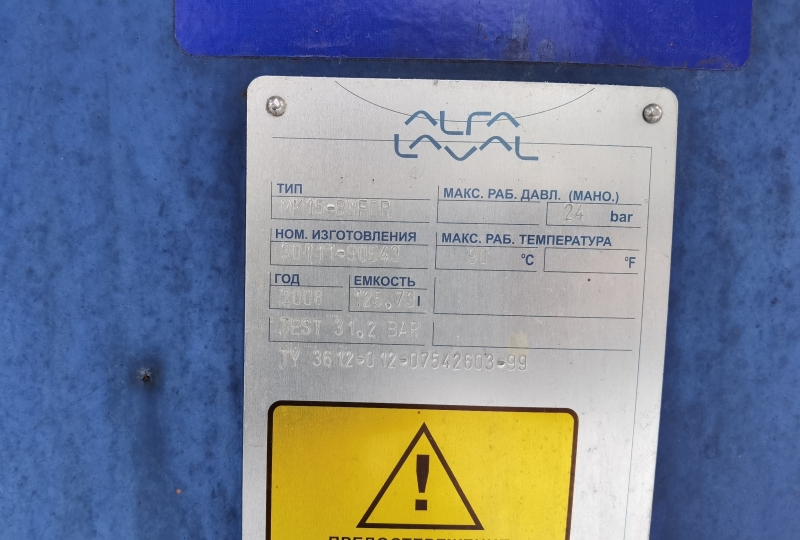 ALFA
LAVAL
ТИП
МАКС. РАБ. ДАВЛ. (МАНО.)
24 bar
НОМ. ИЗГОТОВЛЕНИЯ
МАКС. РАБ. ТЕМПЕРАТУРА
°C °F
ГОД ЕМКОСТЬ
2008 l
TEST 31,2 BAR
ТУ 3612-012-07542603-99
!